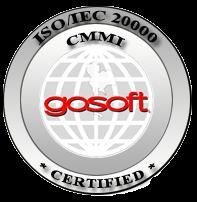 ISO/IEC 20000
CMMI
gosoft
* CERTIFIED *